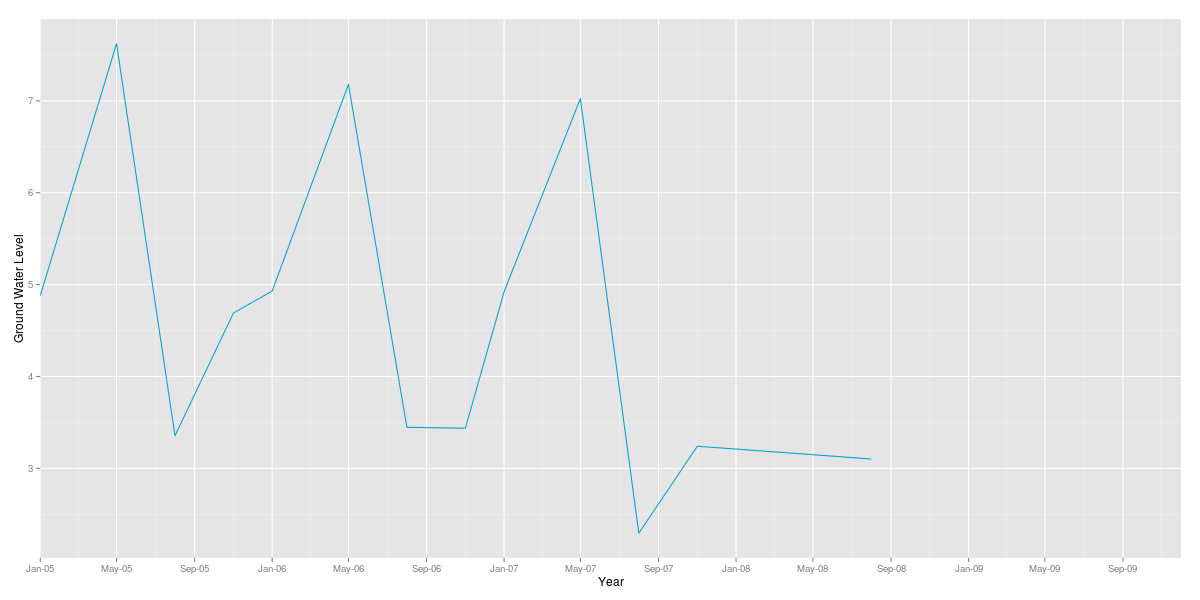 Ground Water Level
7
6
5
4
3
Jan-05 May-05 Sep-05 Jan-06 May-06 Sep-06 Jan-07 May-07 Sep-07 Jan-08 May-08 Sep-08 Jan-09 May-09 Sep-09
Year